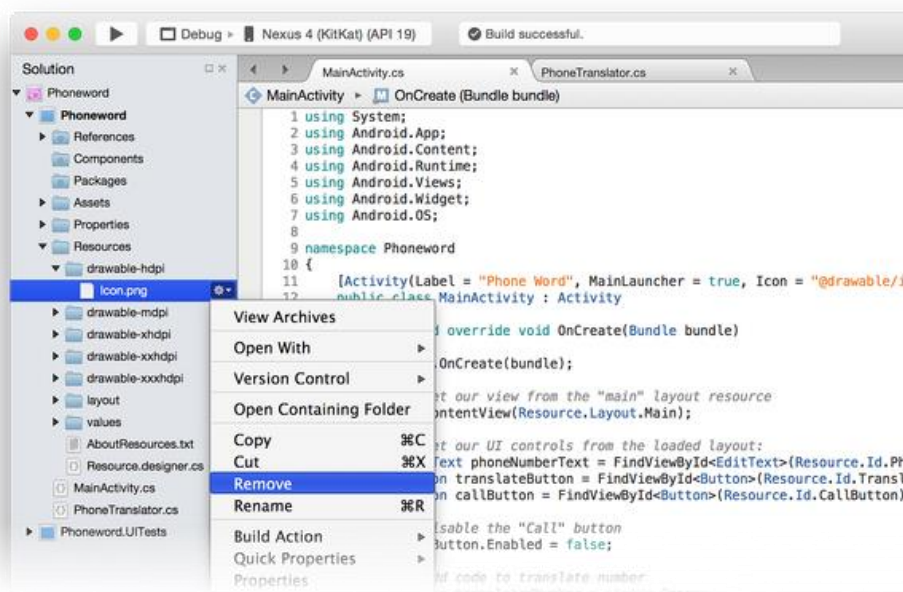 Debug
Nexus 4 (KitKat) (API 19)
Build successful.
Solution
MainActivity.cs
PhoneTranslator.cs
Phoneword
MainActivity
OnCreate (Bundle bundle)
Phoneword
References
Components
Packages
Assets
Properties
Resources
drawable-hdpi
Icon.png
drawable-mdpi
drawable-xhdpi
drawable-xxhdpi
drawable-xxxhdpi
layout
values
AboutResources.txt
Resource.designer.cs
MainActivity.cs
PhoneTranslator.cs
Phoneword.UITests
View Archives
Open With
Version Control
Open Containing Folder
Copy ⌘C
Cut ⌘X
Remove
Rename ⌘R
Build Action
Quick Properties
Properties
1 using System;
2 using Android.App;
3 using Android.Content;
4 using Android.Runtime;
5 using Android.Views;
6 using Android.Widget;
7 using Android.OS;
8
9 namespace Phoneword
10 {
11 [Activity(Label = "Phone Word", MainLauncher = true, Icon = "@drawable/i
12 public class MainActivity : Activity
override void OnCreate(Bundle bundle)
.OnCreate(bundle);
et our view from the "main" layout resource
ontentView(Resource.Layout.Main);
et our UI controls from the loaded layout:
Text phoneNumberText = FindViewById<EditText>(Resource.Id.Ph
on translateButton = FindViewById<Button>(Resource.Id.Transl
on callButton = FindViewById<Button>(Resource.Id.CallButton)
isable the "Call" button
Button.Enabled = false;
dd code to translate number